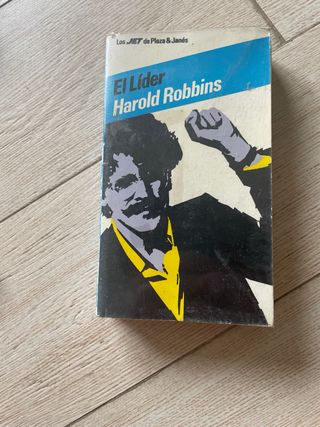 Los JET de Plaza & Janés
El Líder
Harold Robbins